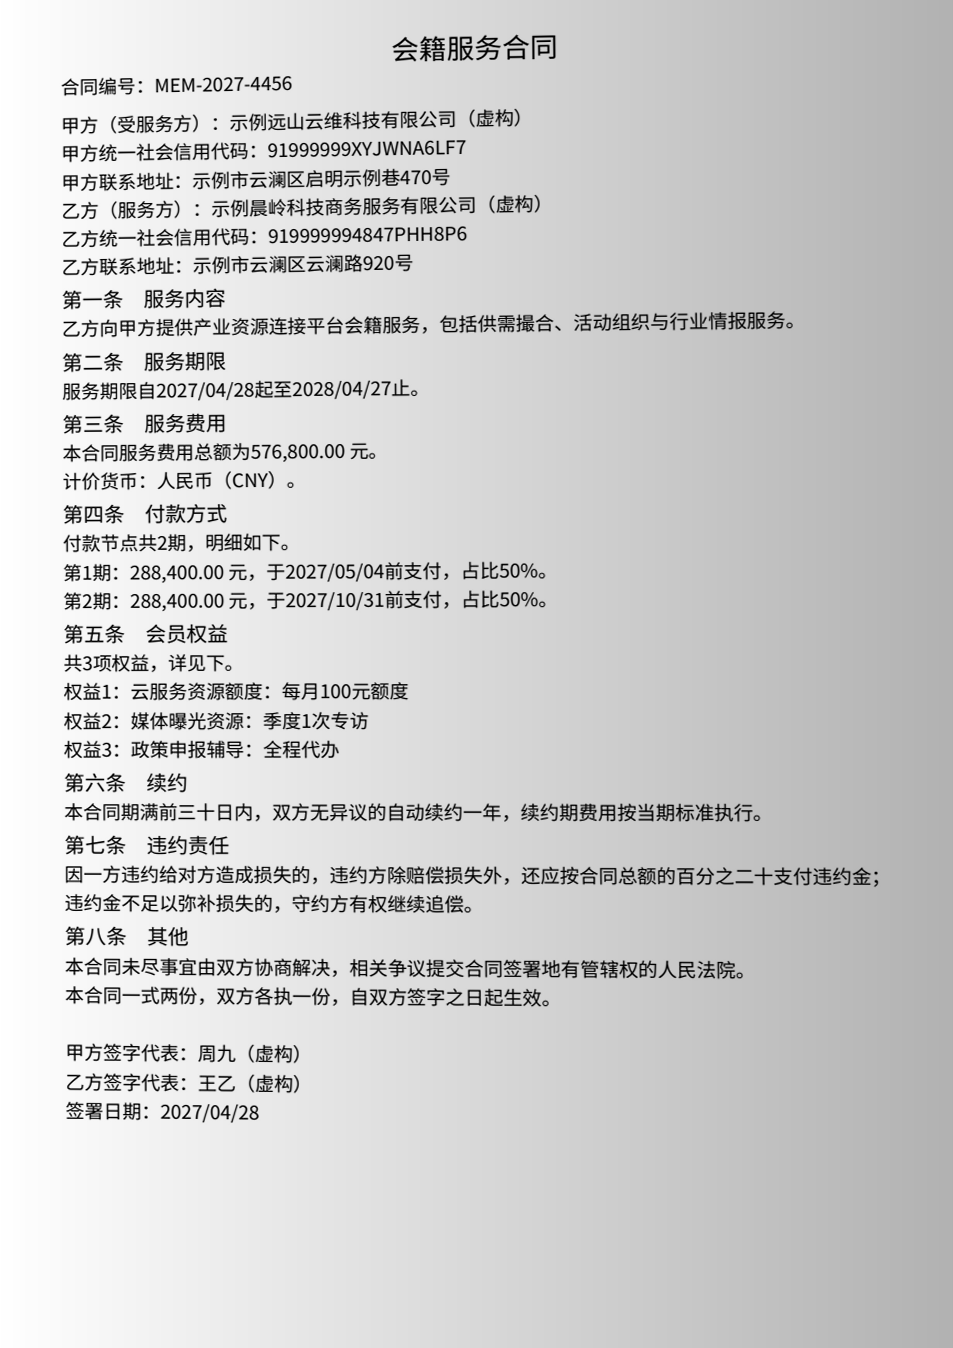 会籍服务合同
合同编号：MEM-2027-4456
甲方（受服务方）：示例远山云维科技有限公司（虚构）
甲方统一社会信用代码：91999999XYJWNA6LF7
甲方联系地址：示例市云澜区启明示例巷470号
乙方（服务方）：示例晨岭科技商务服务有限公司（虚构）
乙方统一社会信用代码：919999994847PHH8P6
乙方联系地址：示例市云澜区云澜路920号
第一条　服务内容
乙方向甲方提供产业资源连接平台会籍服务，包括供需撮合、活动组织与行业情报服务。
第二条　服务期限
服务期限自2027/04/28起至2028/04/27止。
第三条　服务费用
本合同服务费用总额为576,800.00 元。
计价货币：人民币（CNY）。
第四条　付款方式
付款节点共2期，明细如下。
第1期：288,400.00 元，于2027/05/04前支付，占比50%。
第2期：288,400.00 元，于2027/10/31前支付，占比50%。
第五条　会员权益
共3项权益，详见下。
权益1：云服务资源额度：每月100元额度
权益2：媒体曝光资源：季度1次专访
权益3：政策申报辅导：全程代办
第六条　续约
本合同期满前三十日内，双方无异议的自动续约一年，续约期费用按当期标准执行。
第七条　违约责任
因一方违约给对方造成损失的，违约方除赔偿损失外，还应按合同总额的百分之二十支付违约金；
违约金不足以弥补损失的，守约方有权继续追偿。
第八条　其他
本合同未尽事宜由双方协商解决，相关争议提交合同签署地有管辖权的人民法院。
本合同一式两份，双方各执一份，自双方签字之日起生效。
甲方签字代表：周九（虚构）
乙方签字代表：王乙（虚构）
签署日期：2027/04/28